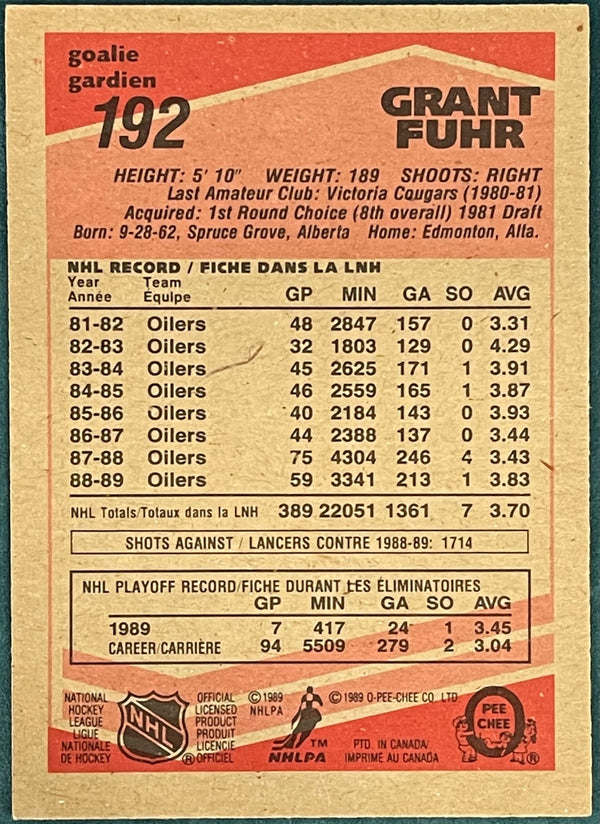 goalie
gardien
192
GRANT
FUHR
HEIGHT: 5' 10" WEIGHT: 189 SHOOTS: RIGHT
Last Amateur Club: Victoria Cougars (1980-81)
Acquired: 1st Round Choice (8th overall) 1981 Draft
Born: 9-28-62, Spruce Grove, Alberta Home: Edmonton, Alta.
NHL RECORD / FICHE DANS LA LNH
Year Team
Année Équipe GP MIN GA SO AVG
81-82 Oilers 48 2847 157 0 3.31
82-83 Oilers 32 1803 129 0 4.29
83-84 Oilers 45 2625 171 1 3.91
84-85 Oilers 46 2559 165 1 3.87
85-86 Oilers 40 2184 143 0 3.93
86-87 Oilers 44 2388 137 0 3.44
87-88 Oilers 75 4304 246 4 3.43
88-89 Oilers 59 3341 213 1 3.83
NHL Totals/Totaux dans la LNH 389 22051 1361 7 3.70
SHOTS AGAINST / LANCERS CONTRE 1988-89: 1714
NHL PLAYOFF RECORD/FICHE DURANT LES ÉLIMINATOIRES
GP MIN GA SO AVG
1989 7 417 24 1 3.45
CAREER/CARRIÈRE 94 5509 279 2 3.04
NATIONAL
HOCKEY
LEAGUE
LIGUE
NATIONALE
DE HOCKEY
NHL
®
OFFICIAL
LICENSED
PRODUCT
PRODUIT
LICENCIÉ
OFFICIEL
©1989
NHLPA
TM
NHLPA
©1989 O-PEE-CHEE CO. LTD.
PTD. IN CANADA/
IMPRIMÉ AU CANADA
O
PEE
CHEE
®